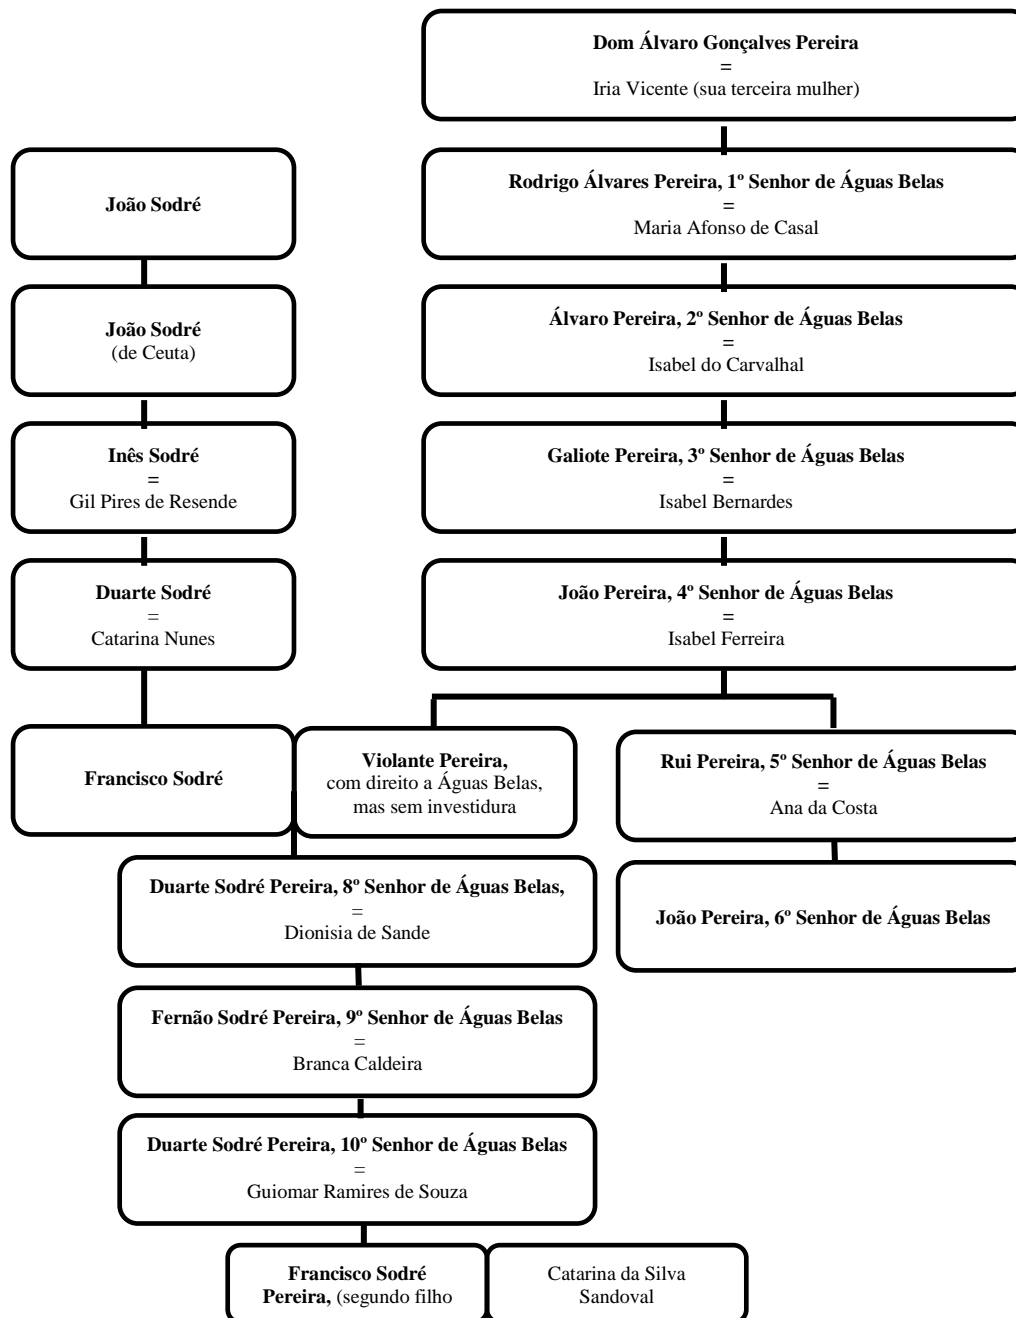 Dom Álvaro Gonçalves Pereira
=
Iria Vicente (sua terceira mulher)
João Sodré
Rodrigo Álvares Pereira, 1º Senhor de Águas Belas
=
Maria Afonso de Casal
João Sodré
(de Ceuta)
Álvaro Pereira, 2º Senhor de Águas Belas
=
Isabel do Carvalhal
Inês Sodré
=
Gil Pires de Resende
Galiote Pereira, 3º Senhor de Águas Belas
=
Isabel Bernardes
Duarte Sodré
=
Catarina Nunes
João Pereira, 4º Senhor de Águas Belas
=
Isabel Ferreira
Francisco Sodré
Violante Pereira,
com direito a Águas Belas,
mas sem investidura
Rui Pereira, 5º Senhor de Águas Belas
=
Ana da Costa
Duarte Sodré Pereira, 8º Senhor de Águas Belas,
=
Dionisia de Sande
João Pereira, 6º Senhor de Águas Belas
Fernão Sodré Pereira, 9º Senhor de Águas Belas
=
Branca Caldeira
Duarte Sodré Pereira, 10º Senhor de Águas Belas
=
Guiomar Ramires de Souza
Francisco Sodré
Pereira, (segundo filho
Catarina da Silva
Sandoval